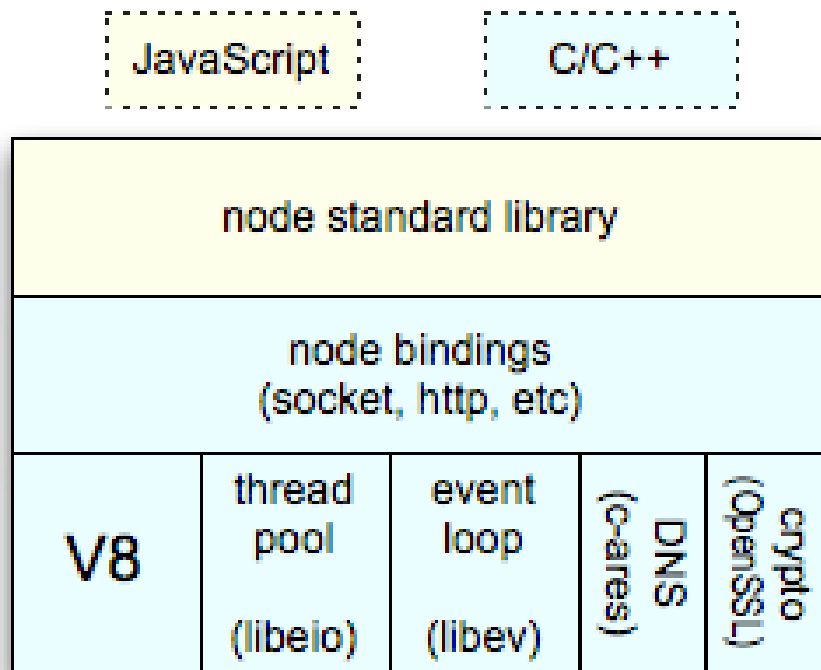 JavaScript
C/C++
node standard library
node bindings
(socket, http, etc)
V8
thread
pool
(libeio)
event
loop
(libev)
DNS
(c-ares)
crypto
(OpenSSL)